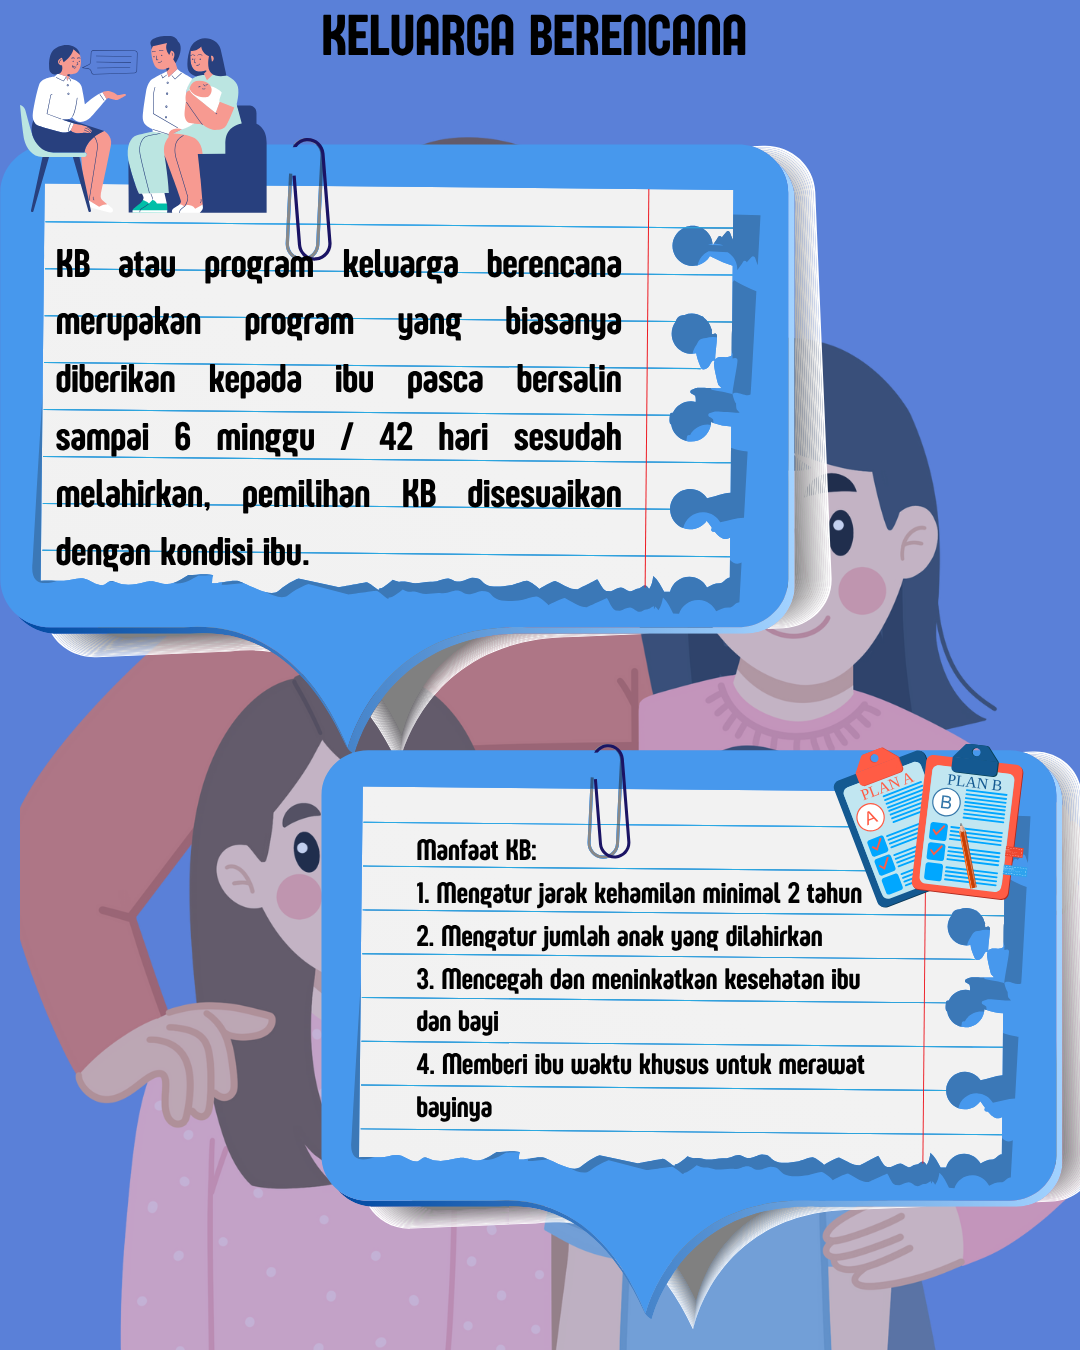 KELUARGA BERENCANA
KB atau program keluarga berencana
merupakan program yang biasanya
diberikan kepada ibu pasca bersalin
sampai 6 minggu / 42 hari sesudah
melahirkan, pemilihan KB disesuaikan
dengan kondisi ibu.
PLAN A
A
PLAN B
B
Manfaat KB:
1. Mengatur jarak kehamilan minimal 2 tahun
2. Mengatur jumlah anak yang dilahirkan
3. Mencegah dan meninkatkan kesehatan ibu
dan bayi
4. Memberi ibu waktu khusus untuk merawat
bayinya